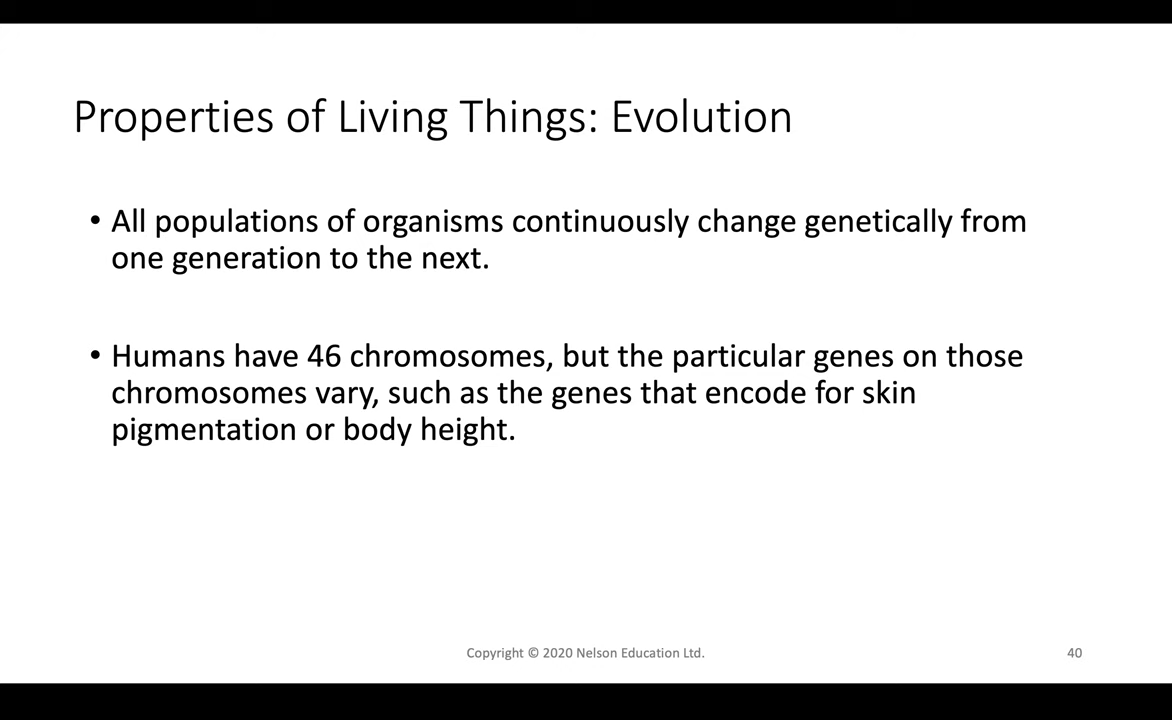 Properties of Living Things: Evolution
• All populations of organisms continuously change genetically from
one generation to the next.
• Humans have 46 chromosomes, but the particular genes on those
chromosomes vary, such as the genes that encode for skin
pigmentation or body height.
Copyright © 2020 Nelson Education Ltd.
40